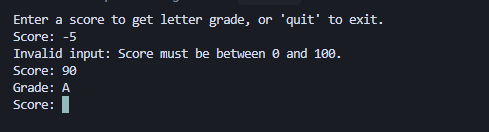 Enter a score to get letter grade, or 'quit' to exit.
Score: -5
Invalid input: Score must be between 0 and 100.
Score: 90
Grade: A
Score: